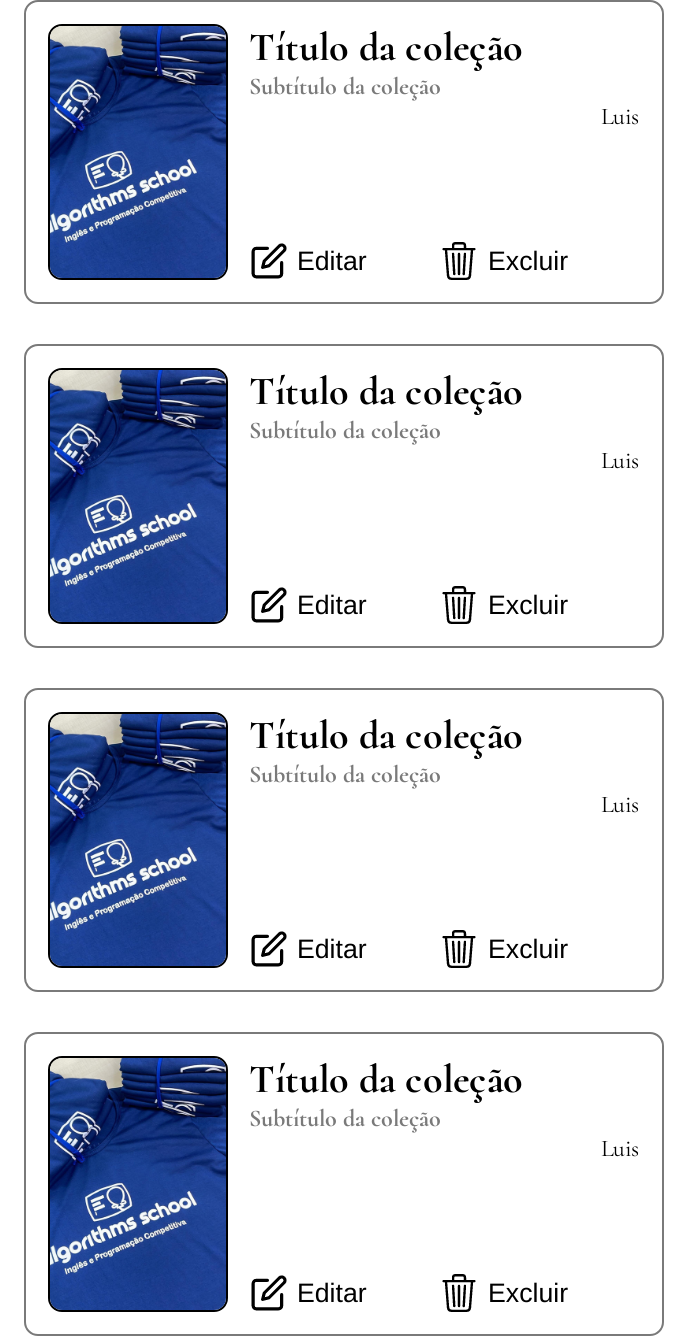 Título da coleção
Subtítulo da coleção
Luis
lgorithms school
Inglês e Programação Competitiva
Editar
Excluir
Título da coleção
Subtítulo da coleção
Luis
lgorithms school
Inglês e Programação Competitiva
Editar
Excluir
Título da coleção
Subtítulo da coleção
Luis
lgorithms school
Inglês e Programação Competitiva
Editar
Excluir
Título da coleção
Subtítulo da coleção
Luis
lgorithms school
Inglês e Programação Competitiva
Editar
Excluir